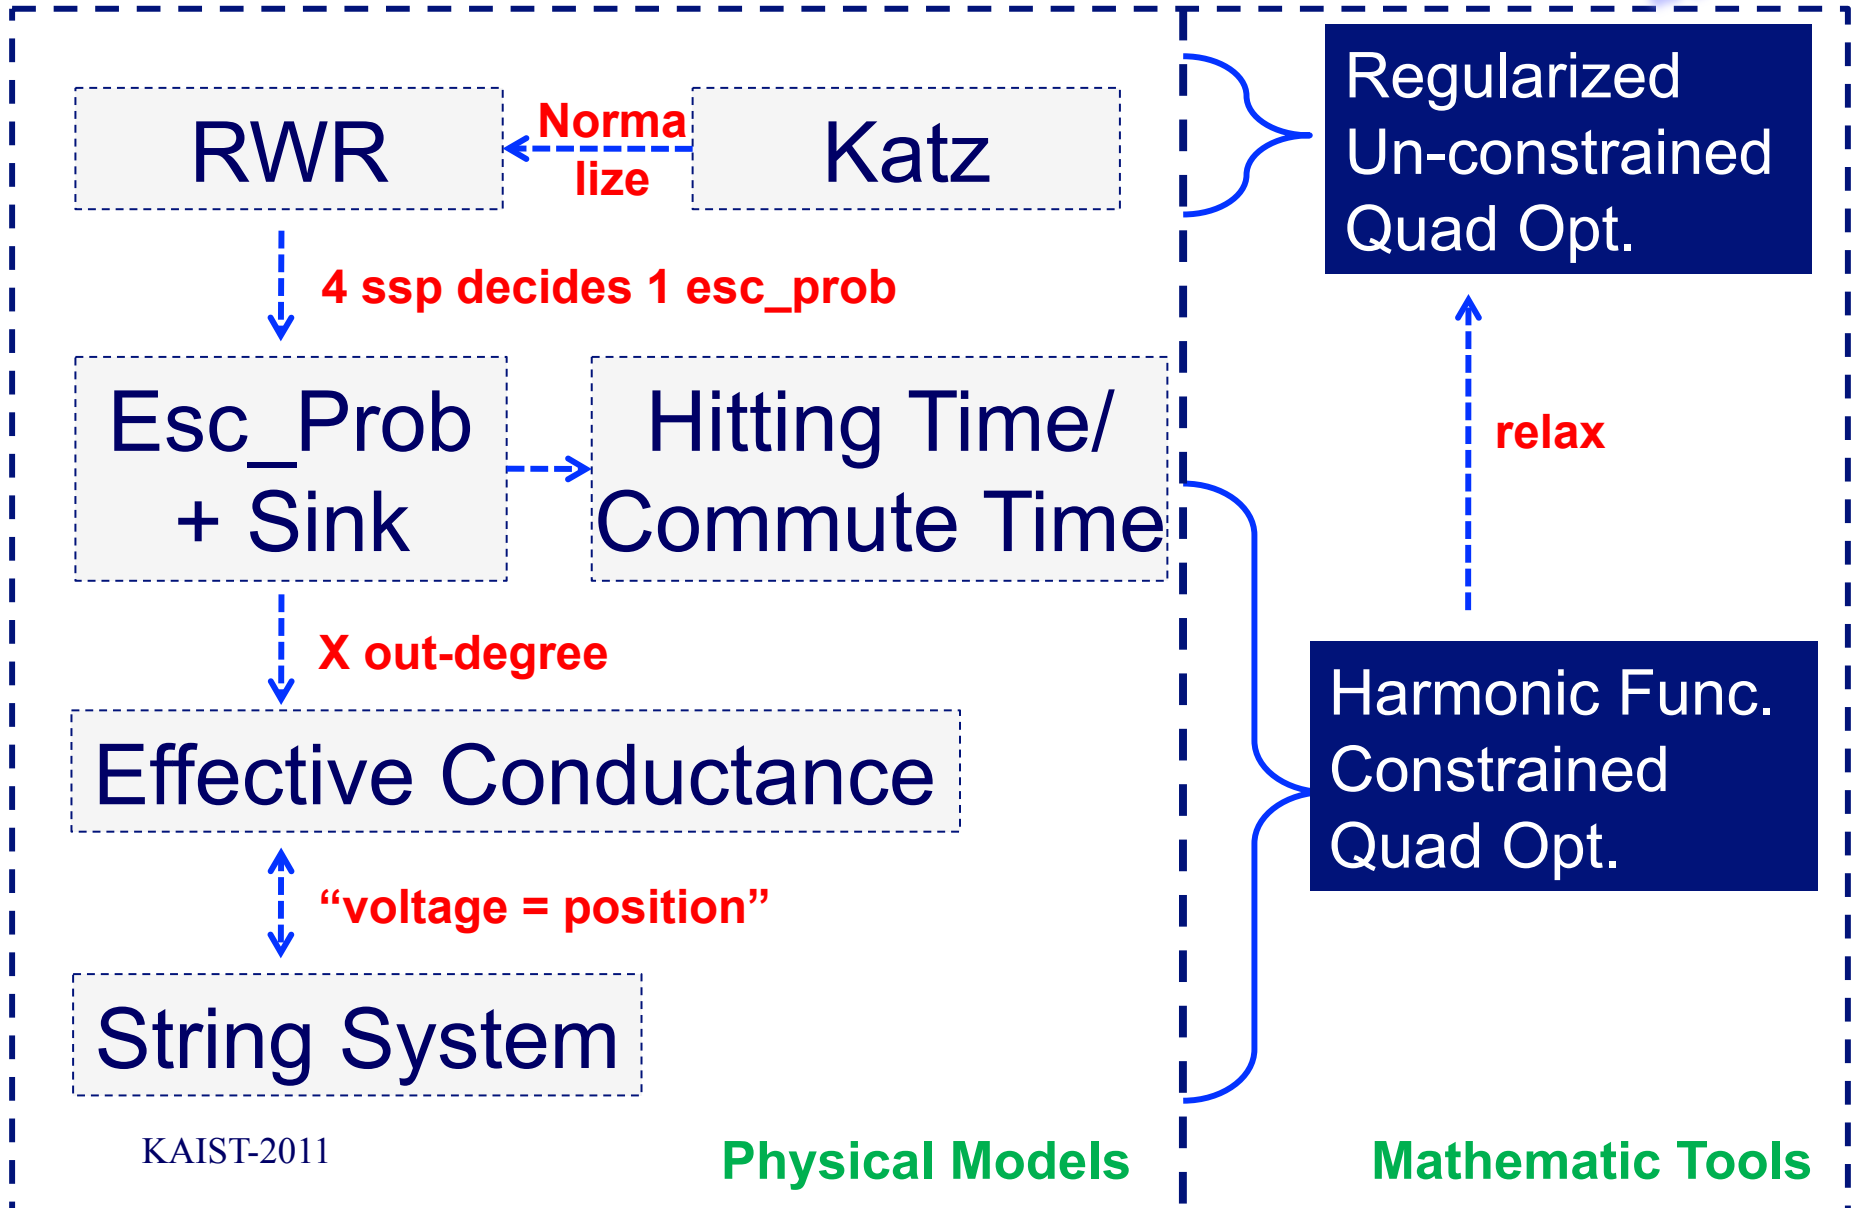 RWR
Norma
lize
Katz
Regularized
Un-constrained
Quad Opt.
4 ssp decides 1 esc_prob
Esc_Prob
+ Sink
Hitting Time/
Commute Time
relax
X out-degree
Effective Conductance
Harmonic Func.
Constrained
Quad Opt.
“voltage = position”
String System
KAIST-2011
Physical Models
Mathematic Tools